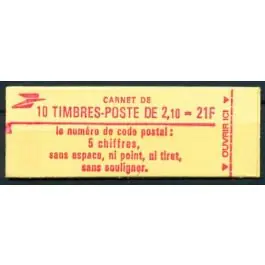 CARNET DE
10 TIMBRES-POSTE DE 2,10 = 21F
le numéro de code postal :
5 chiffres,
sans espace, ni point, ni tiret,
sans souligner.
OUVRIR ICI